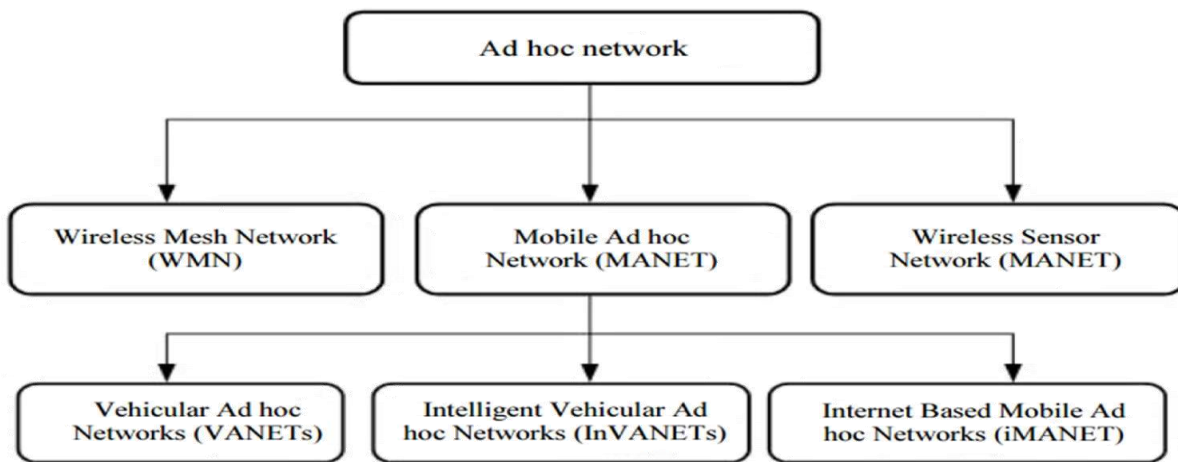 Ad hoc network
Wireless Mesh Network
(WMN)
Mobile Ad hoc
Network (MANET)
Wireless Sensor
Network (MANET)
Vehicular Ad hoc
Networks (VANETs)
Intelligent Vehicular Ad
hoc Networks (InVANETs)
Internet Based Mobile Ad
hoc Networks (iMANET)